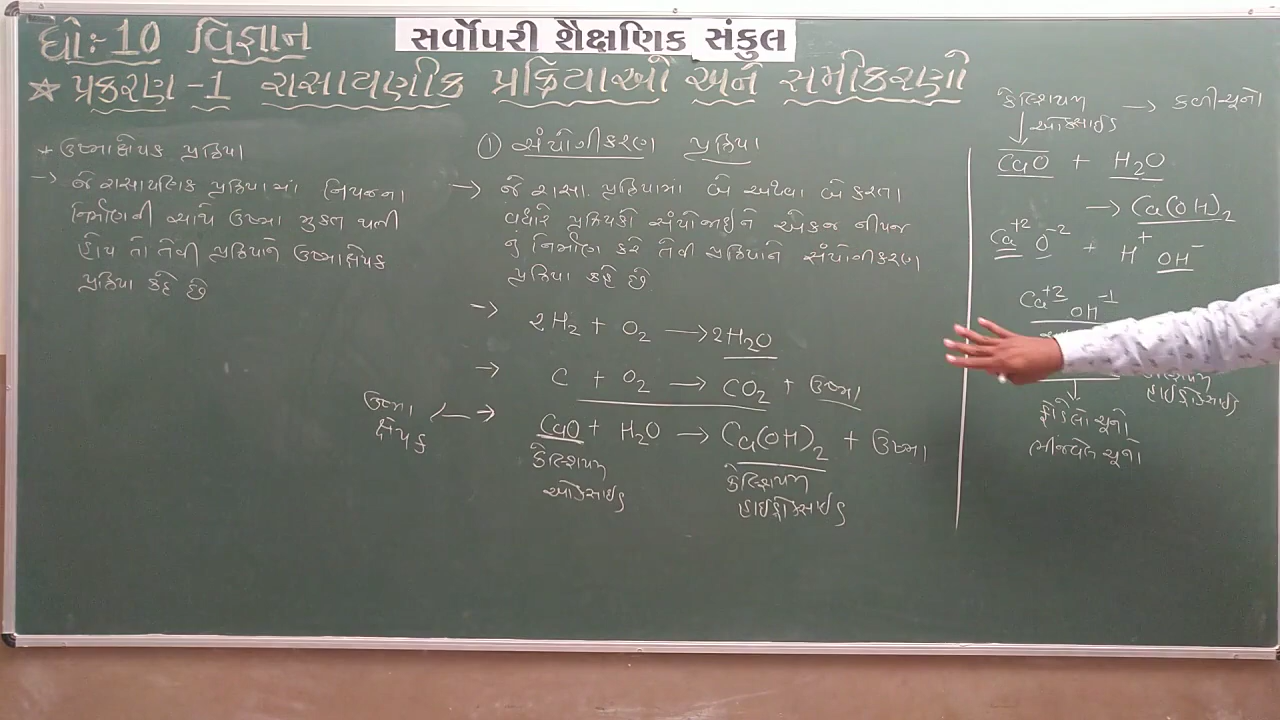 ધોઃ-10 વિજ્ઞાન
સર્વોપરી શૈક્ષણિક સંકુલ
★ પ્રકરણ -1 રાસાયણીક પ્રક્રિયાઓ અને સમીકરણો
* ઉષ્માક્ષેપક પ્રક્રિયા
→ જે રાસાયણિક પ્રક્રિયામાં નિપજના
નિર્માણની સાથે ઉષ્મા મુક્ત થતી
હોય તો તેવી પ્રક્રિયાને ઉષ્માક્ષેપક
પ્રક્રિયા કહે છે
① સંયોગીકરણ પ્રક્રિયા
→ જે રાસા. પ્રક્રિયામાં બે અથવા બે કરતા
વધારે પ્રક્રિયકો સંયોજાઇને એકજ નીપજ
નું નિર્માણ કરે તેવી પ્રક્રિયાને સંયોગીકરણ
પ્રક્રિયા કહે છે
→ 2H₂ + O₂ → 2H₂O
→ C + O₂ → CO₂ + ઉષ્મા
ઉષ્મા
ક્ષેપક
→ CaO + H₂O → Ca(OH)₂ + ઉષ્મા
કેલ્શિયમ
ઓક્સાઇડ
કેલ્શિયમ
હાઇડ્રોક્સાઇડ
કેલ્શિયમ → કળીચૂનો
↓ ઓક્સાઇડ
CaO + H₂O
→ Ca(OH)₂
Ca⁺² O⁻² + H⁺ OH⁻
Ca⁺² OH⁻¹
કેલ્શિયમ
હાઇડ્રોક્સાઇડ
↓
ફોડેલો ચૂનો
ભીંજવેલ ચૂનો